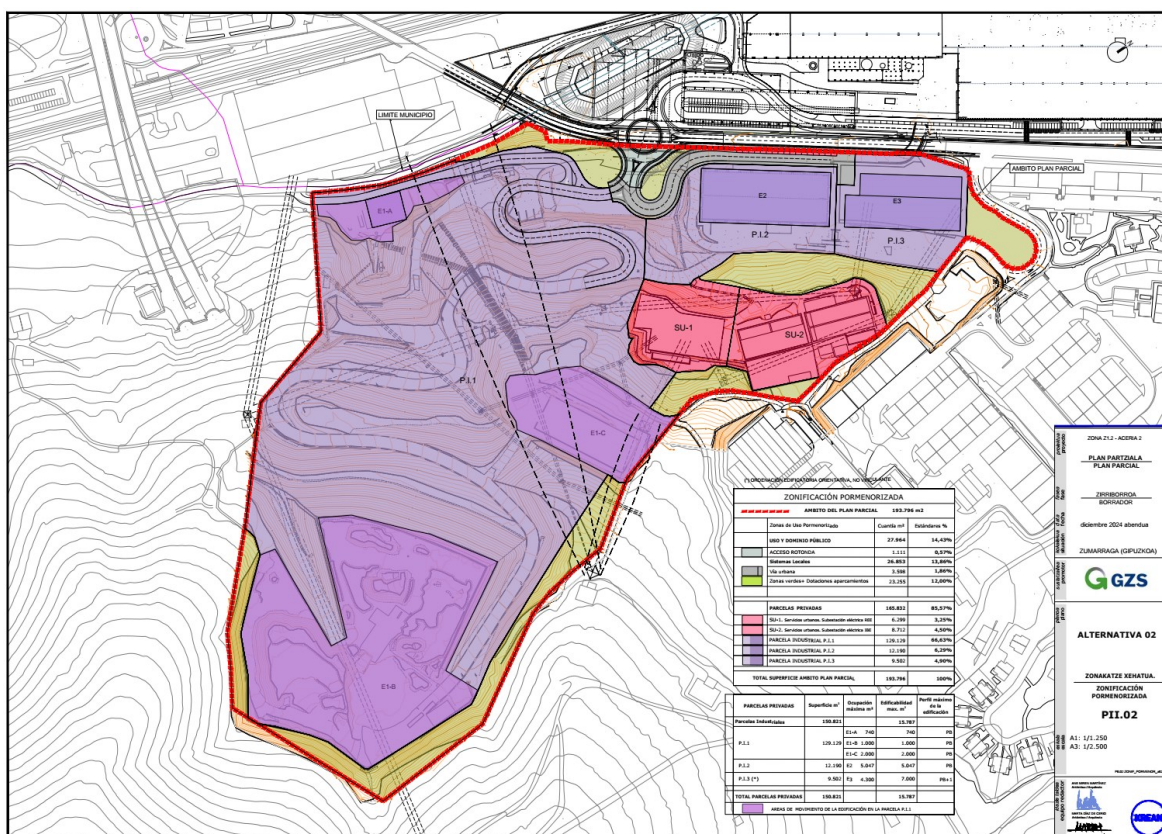 N
LIMITE MUNICIPIO
AMBITO PLAN PARCIAL
E1-A
E2
E3
P.I.2
P.I.3
SU-1
SU-2
P.I.1
E1-C
E1-B
(*) ORDENACIÓN EDIFICATORIA ORIENTATIVA, NO VINCULANTE
ZONIFICACIÓN PORMENORIZADA
AMBITO DEL PLAN PARCIAL 193.796 m2
Zonas de Uso Pormenorizado Cuantía m² Estándares %
USO Y DOMINIO PÚBLICO 27.964 14,43%
ACCESO ROTONDA 1.111 0,57%
Sistemas Locales 26.853 13,86%
Vía urbana 3.598 1,86%
Zonas verdes+ Dotaciones aparcamientos 23.255 12,00%
PARCELAS PRIVADAS 165.832 85,57%
SU-1. Servicios urbanos. Subestación eléctrica 6.299 3,25%
SU-2. Servicios urbanos. Subestación eléctrica 8.712 4,50%
PARCELA INDUSTRIAL P.I.1 129.129 66,63%
PARCELA INDUSTRIAL P.I.2 12.190 6,29%
PARCELA INDUSTRIAL P.I.3 9.502 4,90%
TOTAL SUPERFICIE AMBITO PLAN PARCIAL 193.796 100%
PARCELAS PRIVADAS Superficie m² Ocupación máxima m² Edificabilidad max. m² Perfil máximo de la edificación
Parcelas Industriales 150.821 15.787
P.I.1 129.129 E1-A 740 740 PB
E1-B 1.000 1.000 PB
E1-C 2.000 2.000 PB
P.I.2 12.190 E2 5.047 5.047 PB
P.I.3 (*) 9.502 E3 4.300 7.000 PB+1
TOTAL PARCELAS PRIVADAS 150.821 15.787
AREAS DE MOVIMIENTO DE LA EDIFICACIÓN EN LA PARCELA P.I.1
ZONA Z1.2 - ACERIA 2
PLAN PARTZIALA
PLAN PARCIAL
ZIRRIBORROA
BORRADOR
diciembre 2024 abendua
ZUMARRAGA (GIPUZKOA)
GZS
ALTERNATIVA 02
ZONAKATZE XEHATUA.
ZONIFICACIÓN
PORMENORIZADA
PII.02
A1: 1/1.250
A3: 1/2.500
KREAN